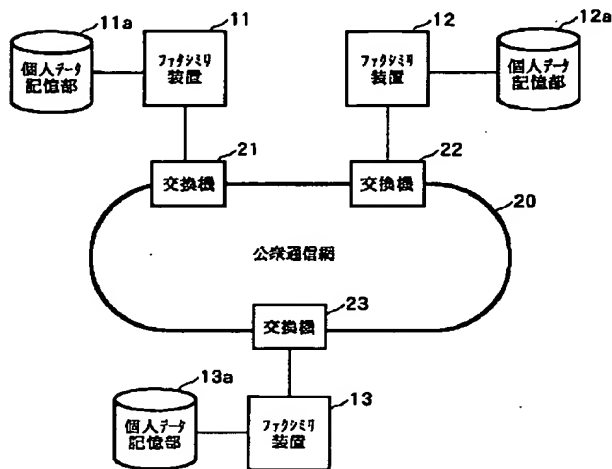 11a
11
12
12a
個人データ
記憶部
ファクシミリ
装置
ファクシミリ
装置
個人データ
記憶部
21
22
交換機
交換機
20
公衆通信網
23
交換機
13a
13
個人データ
記憶部
ファクシミリ
装置